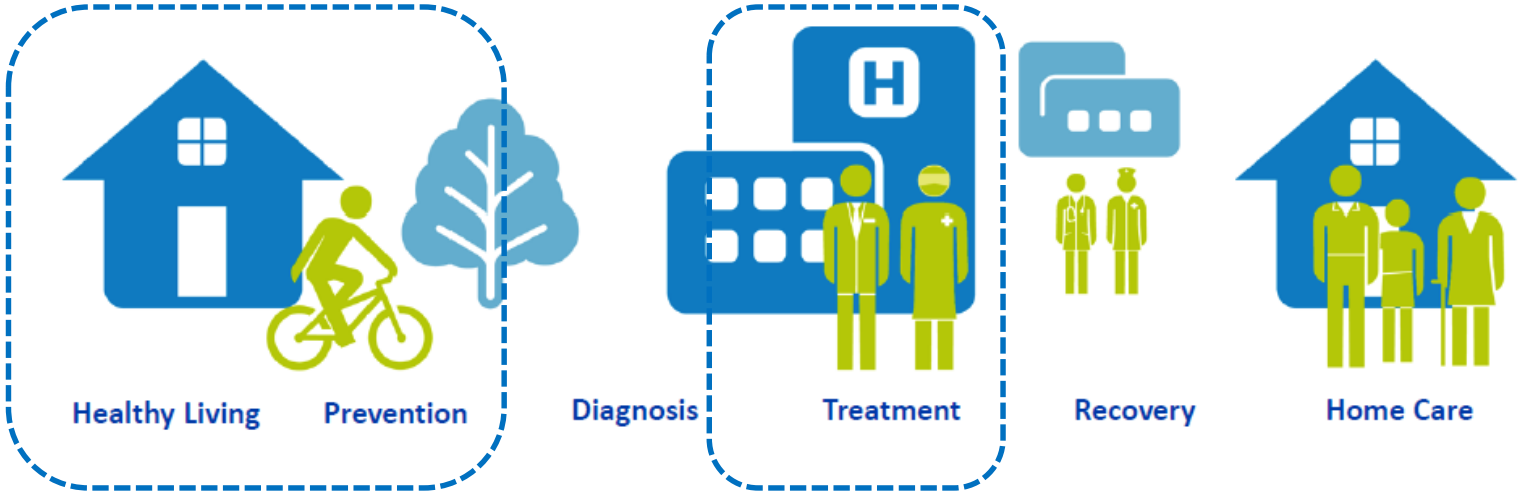 H
Healthy Living
Prevention
Diagnosis
Treatment
Recovery
Home Care